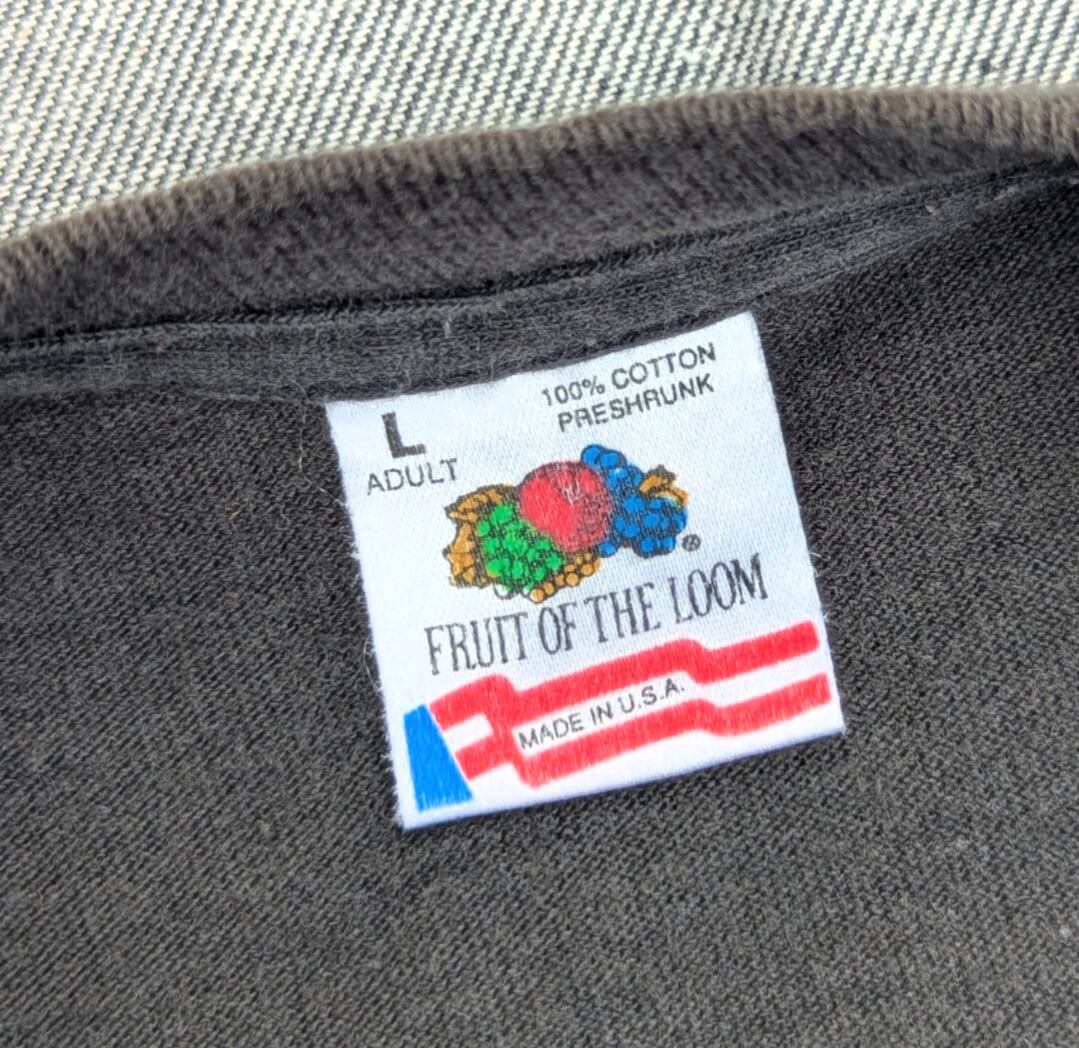 L
ADULT
100% COTTON
PRESHRUNK
®
FRUIT OF THE LOOM
MADE IN U.S.A.